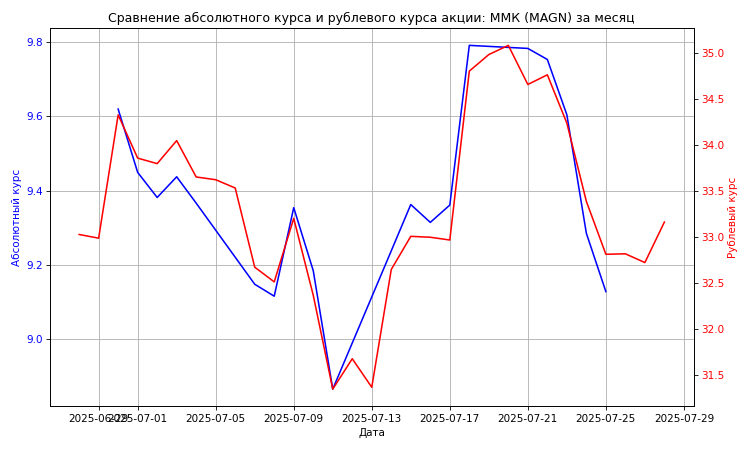 Сравнение абсолютного курса и рублевого курса акции: ММК (MAGN) за месяц
9.8
9.6
9.4
9.2
9.0
Абсолютный курс
35.0
34.5
34.0
33.5
33.0
32.5
32.0
31.5
Рублевый курс
2025-06-29 2025-07-01 2025-07-05 2025-07-09 2025-07-13 2025-07-17 2025-07-21 2025-07-25 2025-07-29
Дата